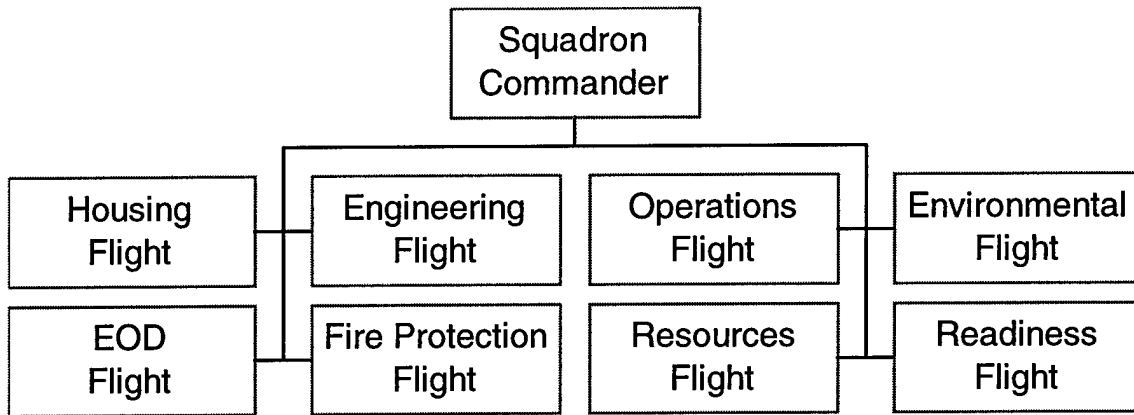 Squadron
Commander
Housing
Flight
Engineering
Flight
Operations
Flight
Environmental
Flight
EOD
Flight
Fire Protection
Flight
Resources
Flight
Readiness
Flight